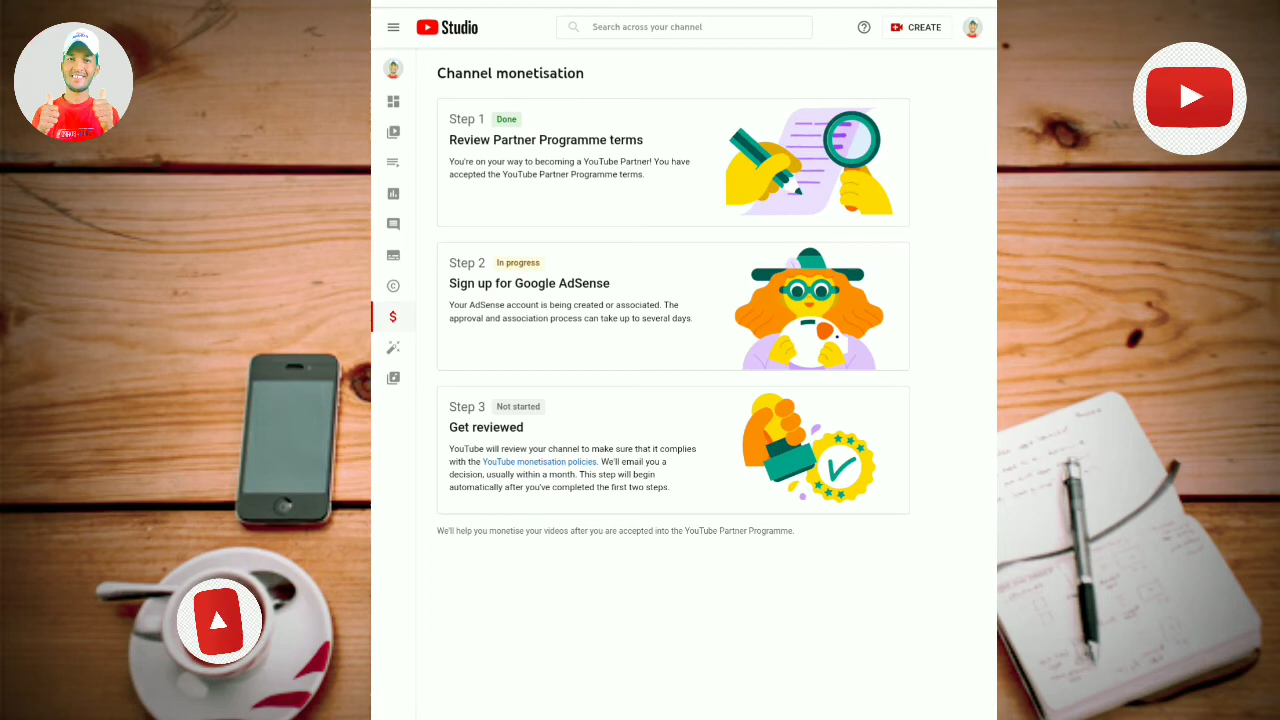 Studio
Search across your channel
CREATE
Channel monetisation
Step 1 Done
Review Partner Programme terms
You're on your way to becoming a YouTube Partner! You have
accepted the YouTube Partner Programme terms.
Step 2 In progress
Sign up for Google AdSense
Your AdSense account is being created or associated. The
approval and association process can take up to several days.
Step 3 Not started
Get reviewed
YouTube will review your channel to make sure that it complies
with the YouTube monetisation policies. We'll email you a
decision, usually within a month. This step will begin
automatically after you've completed the first two steps.
We'll help you monetise your videos after you are accepted into the YouTube Partner Programme.